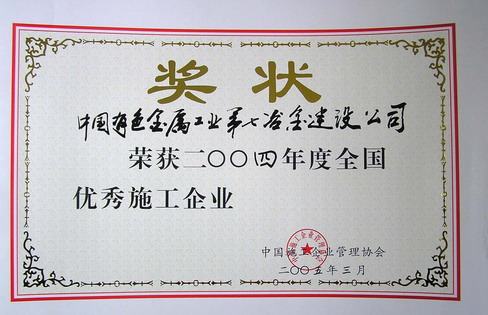 奖状
中国有色金属工业第七冶金建设公司
荣获二〇〇四年度全国
优秀施工企业
中国施工企业管理协会
二〇〇五年三月